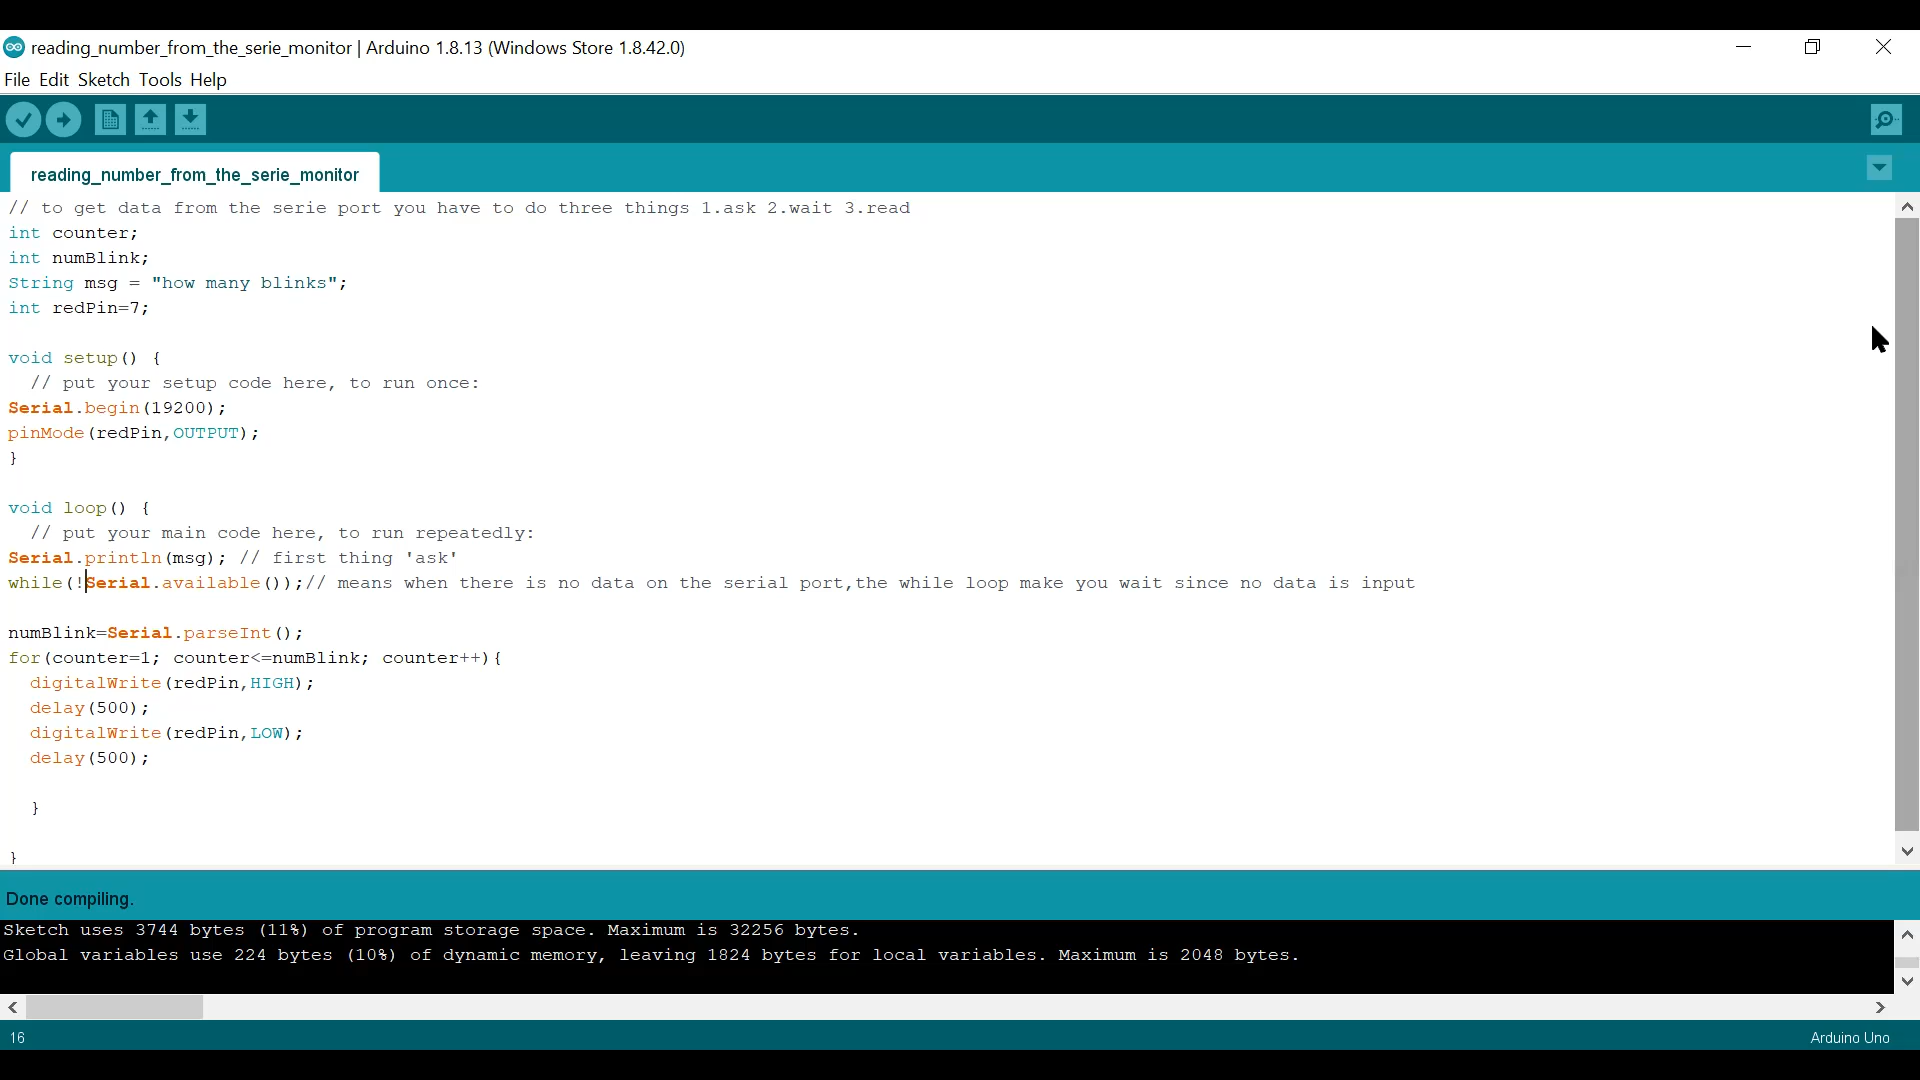 reading_number_from_the_serie_monitor | Arduino 1.8.13 (Windows Store 1.8.42.0)
File Edit Sketch Tools Help
reading_number_from_the_serie_monitor
// to get data from the serie port you have to do three things 1.ask 2.wait 3.read
int counter;
int numBlink;
String msg = "how many blinks";
int redPin=7;
void setup() {
// put your setup code here, to run once:
Serial.begin(19200);
pinMode(redPin,OUTPUT);
}
void loop() {
// put your main code here, to run repeatedly:
Serial.println(msg); // first thing 'ask'
while(!Serial.available());// means when there is no data on the serial port,the while loop make you wait since no data is input
numBlink=Serial.parseInt();
for(counter=1; counter<=numBlink; counter++){
digitalWrite(redPin,HIGH);
delay(500);
digitalWrite(redPin,LOW);
delay(500);
}
}
Done compiling.
Sketch uses 3744 bytes (11%) of program storage space. Maximum is 32256 bytes.
Global variables use 224 bytes (10%) of dynamic memory, leaving 1824 bytes for local variables. Maximum is 2048 bytes.
16
Arduino Uno